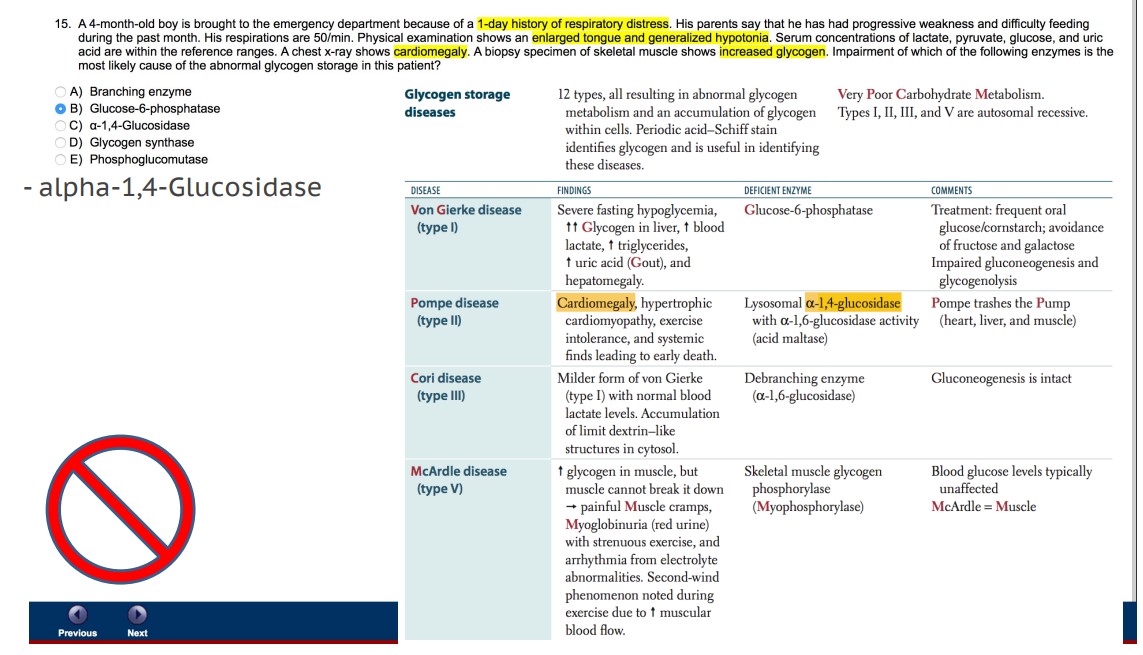 15. A 4-month-old boy is brought to the emergency department because of a 1-day history of respiratory distress. His parents say that he has had progressive weakness and difficulty feeding
during the past month. His respirations are 50/min. Physical examination shows an enlarged tongue and generalized hypotonia. Serum concentrations of lactate, pyruvate, glucose, and uric
acid are within the reference ranges. A chest x-ray shows cardiomegaly. A biopsy specimen of skeletal muscle shows increased glycogen. Impairment of which of the following enzymes is the
most likely cause of the abnormal glycogen storage in this patient?
A) Branching enzyme
B) Glucose-6-phosphatase
C) α-1,4-Glucosidase
D) Glycogen synthase
E) Phosphoglucomutase
- alpha-1,4-Glucosidase
Glycogen storage
diseases
12 types, all resulting in abnormal glycogen
metabolism and an accumulation of glycogen
within cells. Periodic acid–Schiff stain
identifies glycogen and is useful in identifying
these diseases.
Very Poor Carbohydrate Metabolism.
Types I, II, III, and V are autosomal recessive.
DISEASE FINDINGS DEFICIENT ENZYME COMMENTS
Von Gierke disease
(type I)
Severe fasting hypoglycemia,
↑↑ Glycogen in liver, ↑ blood
lactate, ↑ triglycerides,
↑ uric acid (Gout), and
hepatomegaly.
Glucose-6-phosphatase
Treatment: frequent oral
glucose/cornstarch; avoidance
of fructose and galactose
Impaired gluconeogenesis and
glycogenolysis
Pompe disease
(type II)
Cardiomegaly, hypertrophic
cardiomyopathy, exercise
intolerance, and systemic
finds leading to early death.
Lysosomal α-1,4-glucosidase
with α-1,6-glucosidase activity
(acid maltase)
Pompe trashes the Pump
(heart, liver, and muscle)
Cori disease
(type III)
Milder form of von Gierke
(type I) with normal blood
lactate levels. Accumulation
of limit dextrin–like
structures in cytosol.
Debranching enzyme
(α-1,6-glucosidase)
Gluconeogenesis is intact
McArdle disease
(type V)
↑ glycogen in muscle, but
muscle cannot break it down
→ painful Muscle cramps,
Myoglobinuria (red urine)
with strenuous exercise, and
arrhythmia from electrolyte
abnormalities. Second-wind
phenomenon noted during
exercise due to ↑ muscular
blood flow.
Skeletal muscle glycogen
phosphorylase
(Myophosphorylase)
Blood glucose levels typically
unaffected
McArdle = Muscle
Previous Next